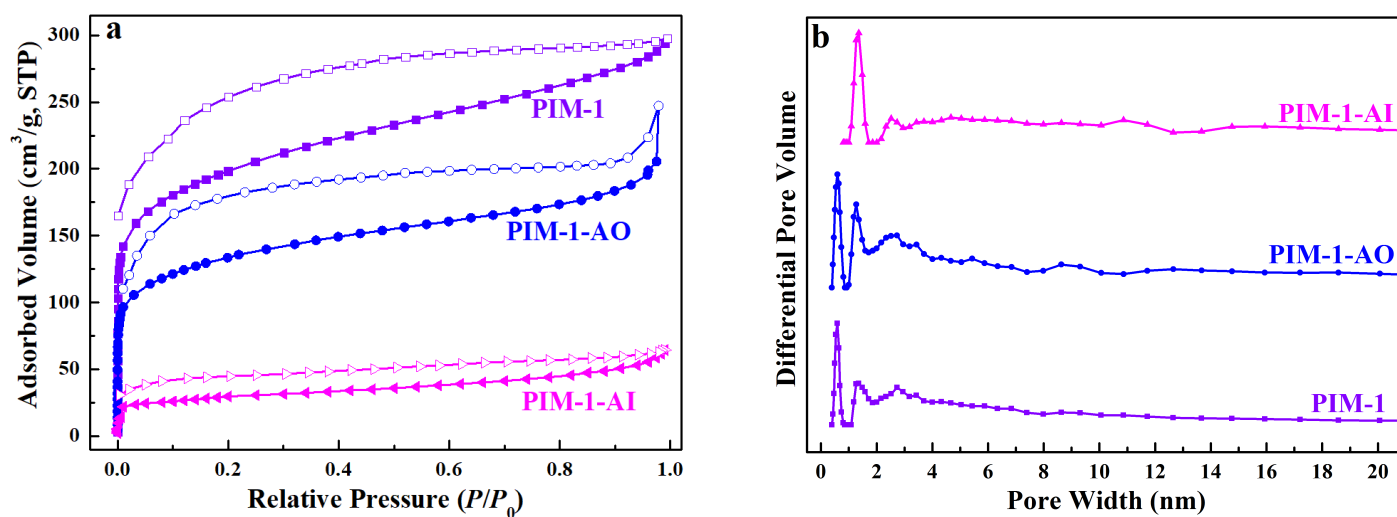 a
Adsorbed Volume (cm³/g, STP)
300
250
200
150
100
50
0
PIM-1
PIM-1-AO
PIM-1-AI
0.0 0.2 0.4 0.6 0.8 1.0
Relative Pressure (P/P₀)
b
Differential Pore Volume
PIM-1-AI
PIM-1-AO
PIM-1
0 2 4 6 8 10 12 14 16 18 20
Pore Width (nm)